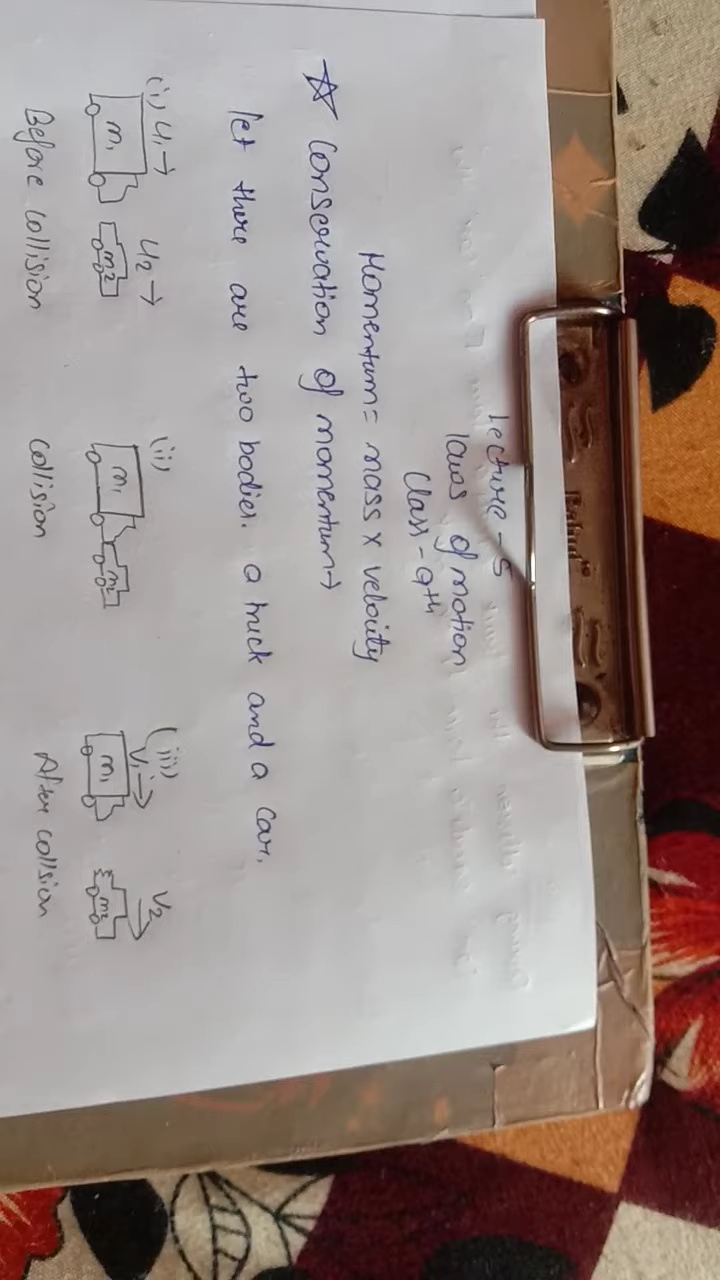 Lecture - 5
laws of motion
Class - 9th
Momentum = mass x velocity
☆ Conservation of momentum →
let there are two bodies. a truck and a car.
(i) u1 → u2 → (ii) (iii) V1 → V2
m1 m2 m1 m2 m1 m2
Before collision collision After collsion